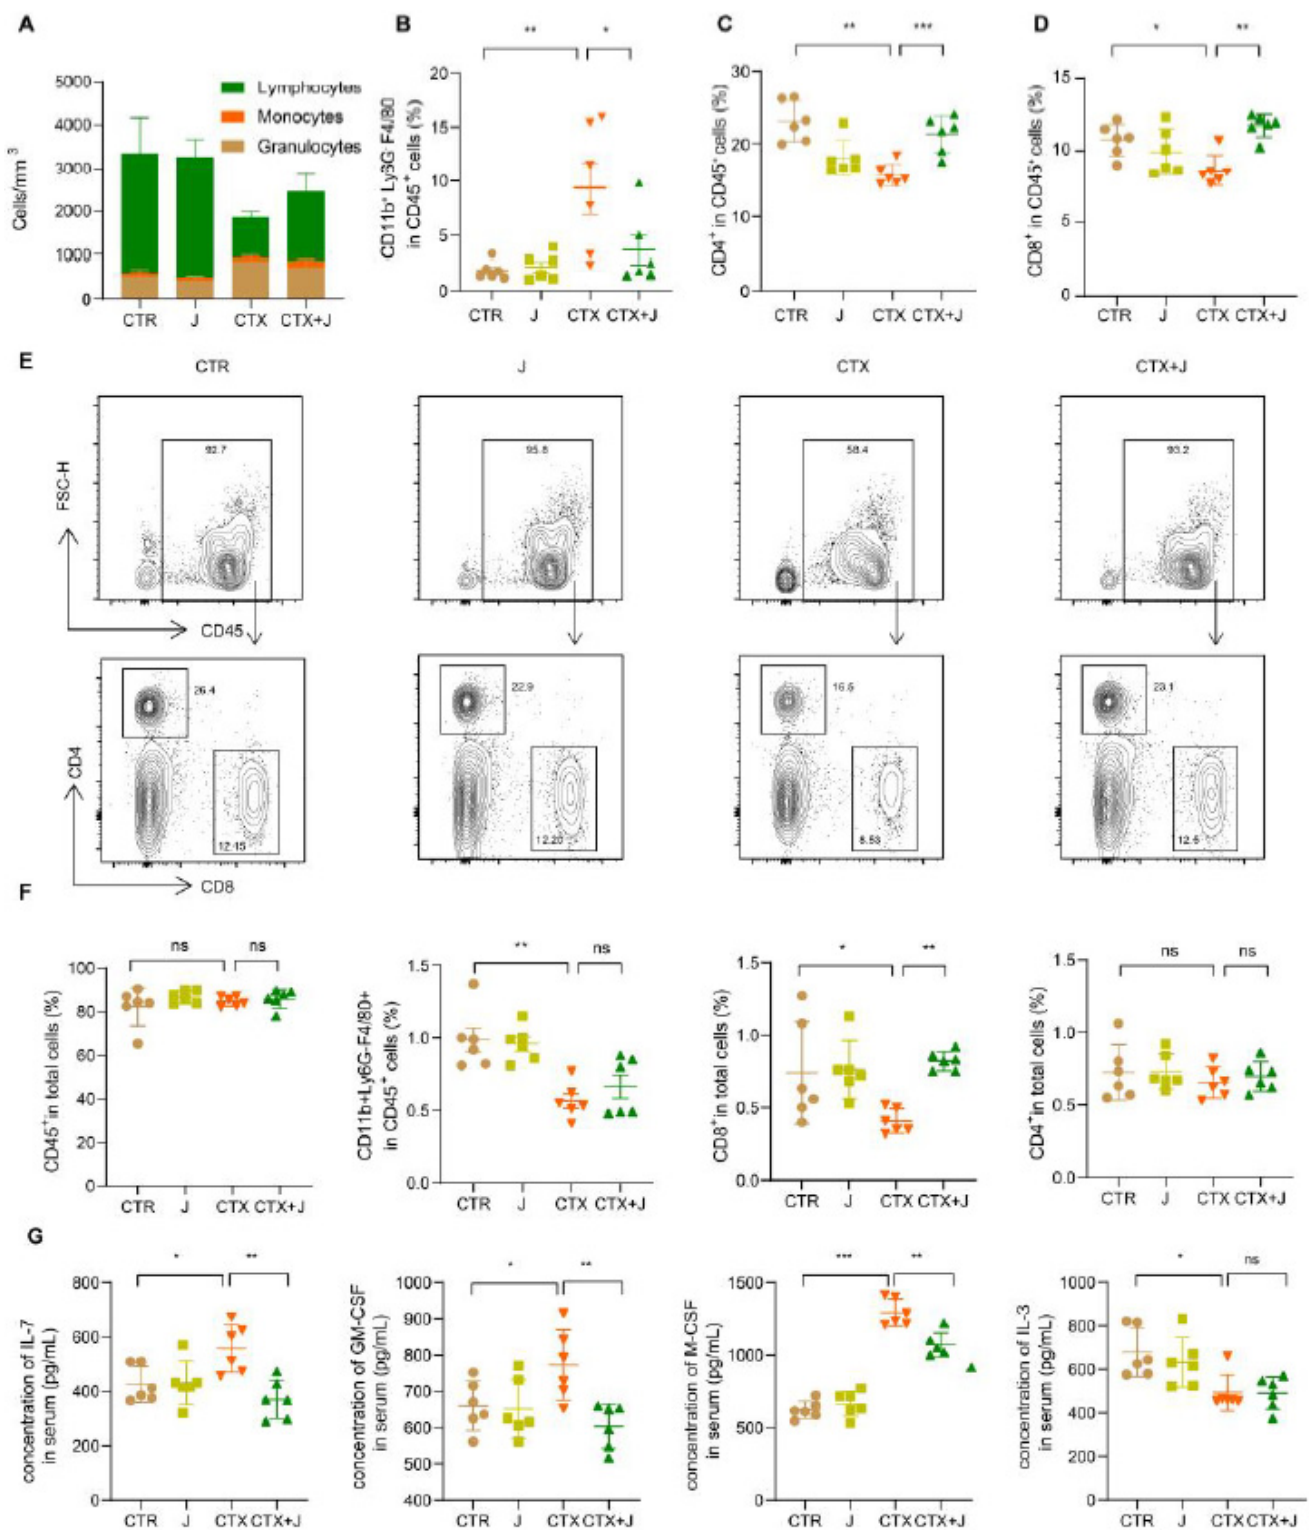 A
5000
4000
3000
2000
1000
0
Cells/mm3
Lymphocytes
Monocytes
Granulocytes
CTR J CTX CTX+J
B
** *
20
15
10
5
0
CD11b+ Ly6G- F4/80
in CD45+ cells (%)
CTR J CTX CTX+J
C
** ***
30
20
10
0
CD4+ in CD45+ cells (%)
CTR J CTX CTX+J
D
* **
15
10
5
0
CD8+ in CD45+ cells (%)
CTR J CTX CTX+J
E
CTR J CTX CTX+J
92.7 95.8 58.4 93.2
FSC-H
CD45
26.4 22.9 16.5 23.1
CD4
12.15 12.20 8.53 12.5
CD8
F
ns ns
100
80
60
40
20
0
CD45+in total cells (%)
CTR J CTX CTX+J
** ns
1.5
1.0
0.5
0.0
CD11b+Ly6G-F4/80+
in CD45+ cells (%)
CTR J CTX CTX+J
* **
1.5
1.0
0.5
0.0
CD8+in total cells (%)
CTR J CTX CTX+J
ns ns
1.5
1.0
0.5
0.0
CD4+in total cells (%)
CTR J CTX CTX+J
G
* **
800
600
400
200
0
concentration of IL-7
in serum (pg/mL)
CTR J CTX CTX+J
* **
1000
900
800
700
600
500
400
concentration of GM-CSF
in serum (pg/mL)
CTR J CTX CTX+J
*** **
1500
1000
500
0
concentration of M-CSF
in serum (pg/mL)
CTR J CTX CTX+J
* ns
1000
800
600
400
200
0
concentration of IL-3
in serum (pg/mL)
CTR J CTX CTX+J